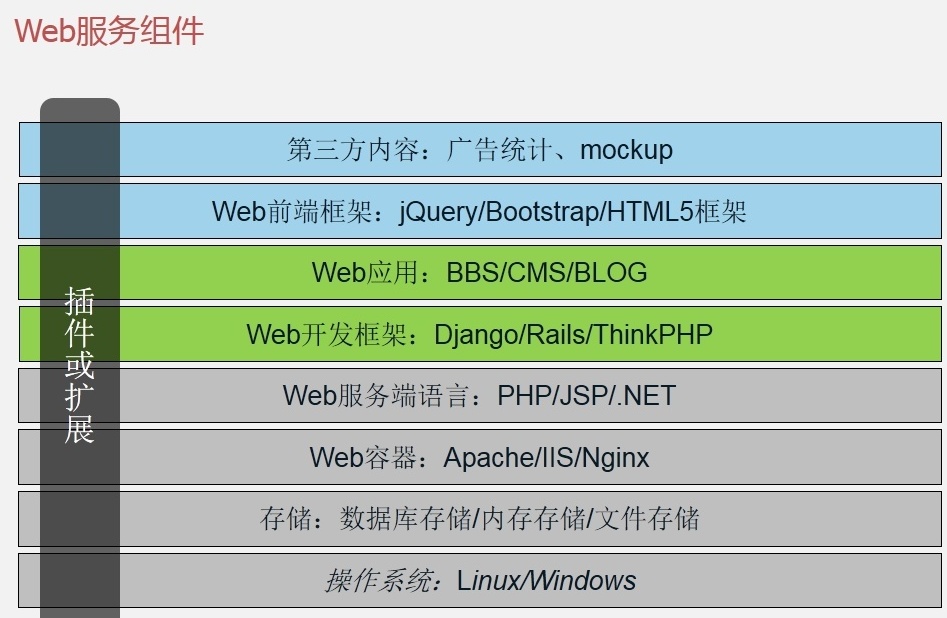 Web服务组件
第三方内容：广告统计、mockup
Web前端框架：jQuery/Bootstrap/HTML5框架
Web应用：BBS/CMS/BLOG
Web开发框架：Django/Rails/ThinkPHP
Web服务端语言：PHP/JSP/.NET
Web容器：Apache/IIS/Nginx
存储：数据库存储/内存存储/文件存储
操作系统：Linux/Windows
插件或扩展